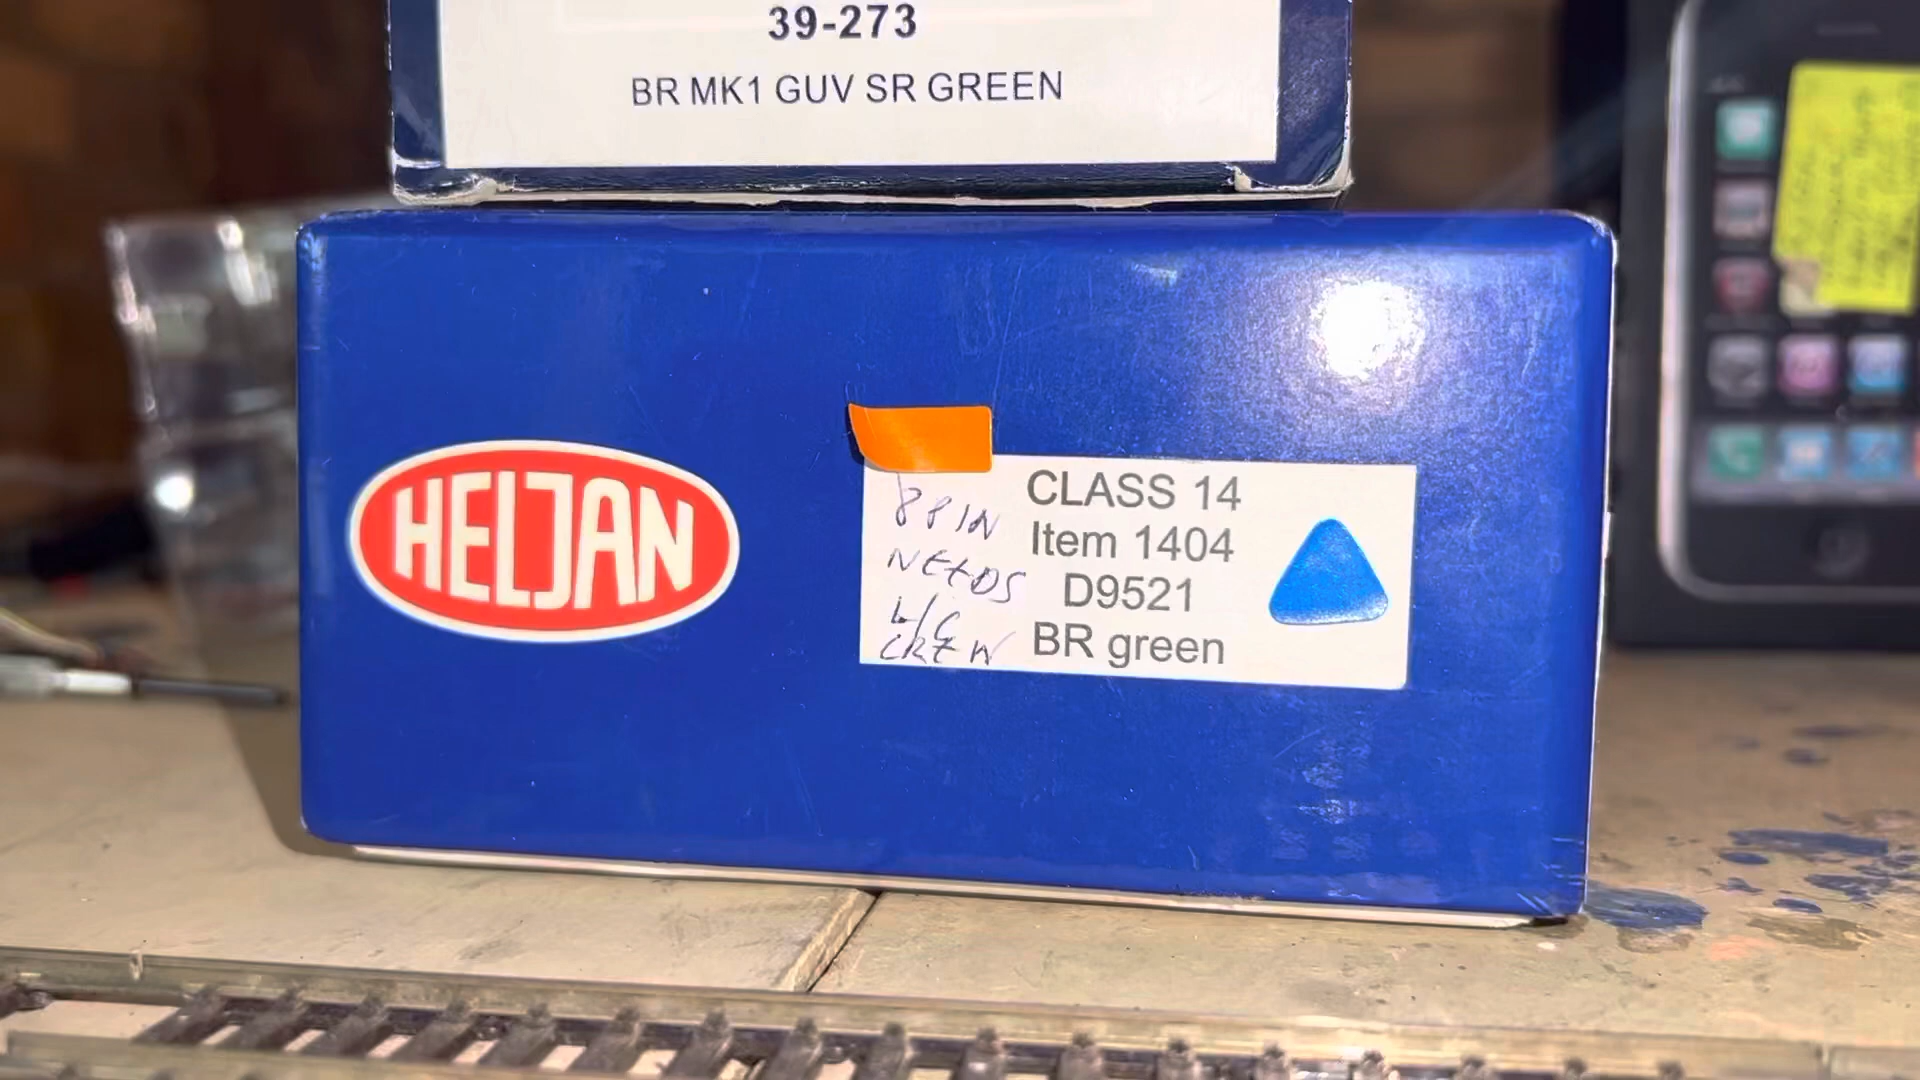 39-273
BR MK1 GUV SR GREEN
HELJAN
CLASS 14
Item 1404
D9521
BR green
8PIN
NEEDS
W/C
CREW